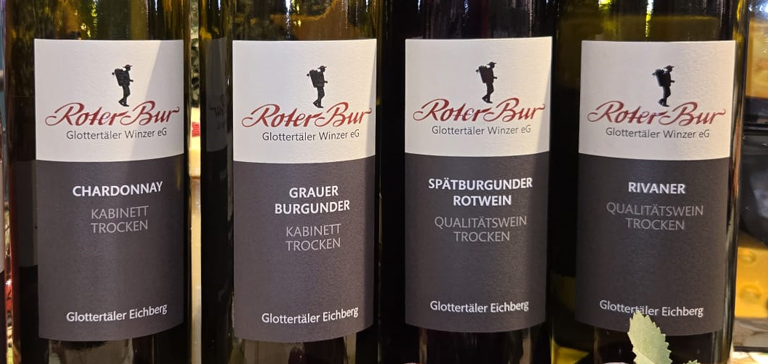 Roter-Bur
Glottertäler Winzer eG
CHARDONNAY
KABINETT
TROCKEN
Glottertäler Eichberg
Roter-Bur
Glottertäler Winzer eG
GRAUER
BURGUNDER
KABINETT
TROCKEN
Glottertäler Eichberg
Roter-Bur
Glottertäler Winzer eG
SPÄTBURGUNDER
ROTWEIN
QUALITÄTSWEIN
TROCKEN
Glottertäler Eichberg
Roter-Bur
Glottertäler Winzer eG
RIVANER
QUALITÄTSWEIN
TROCKEN
Glottertäler Eichberg